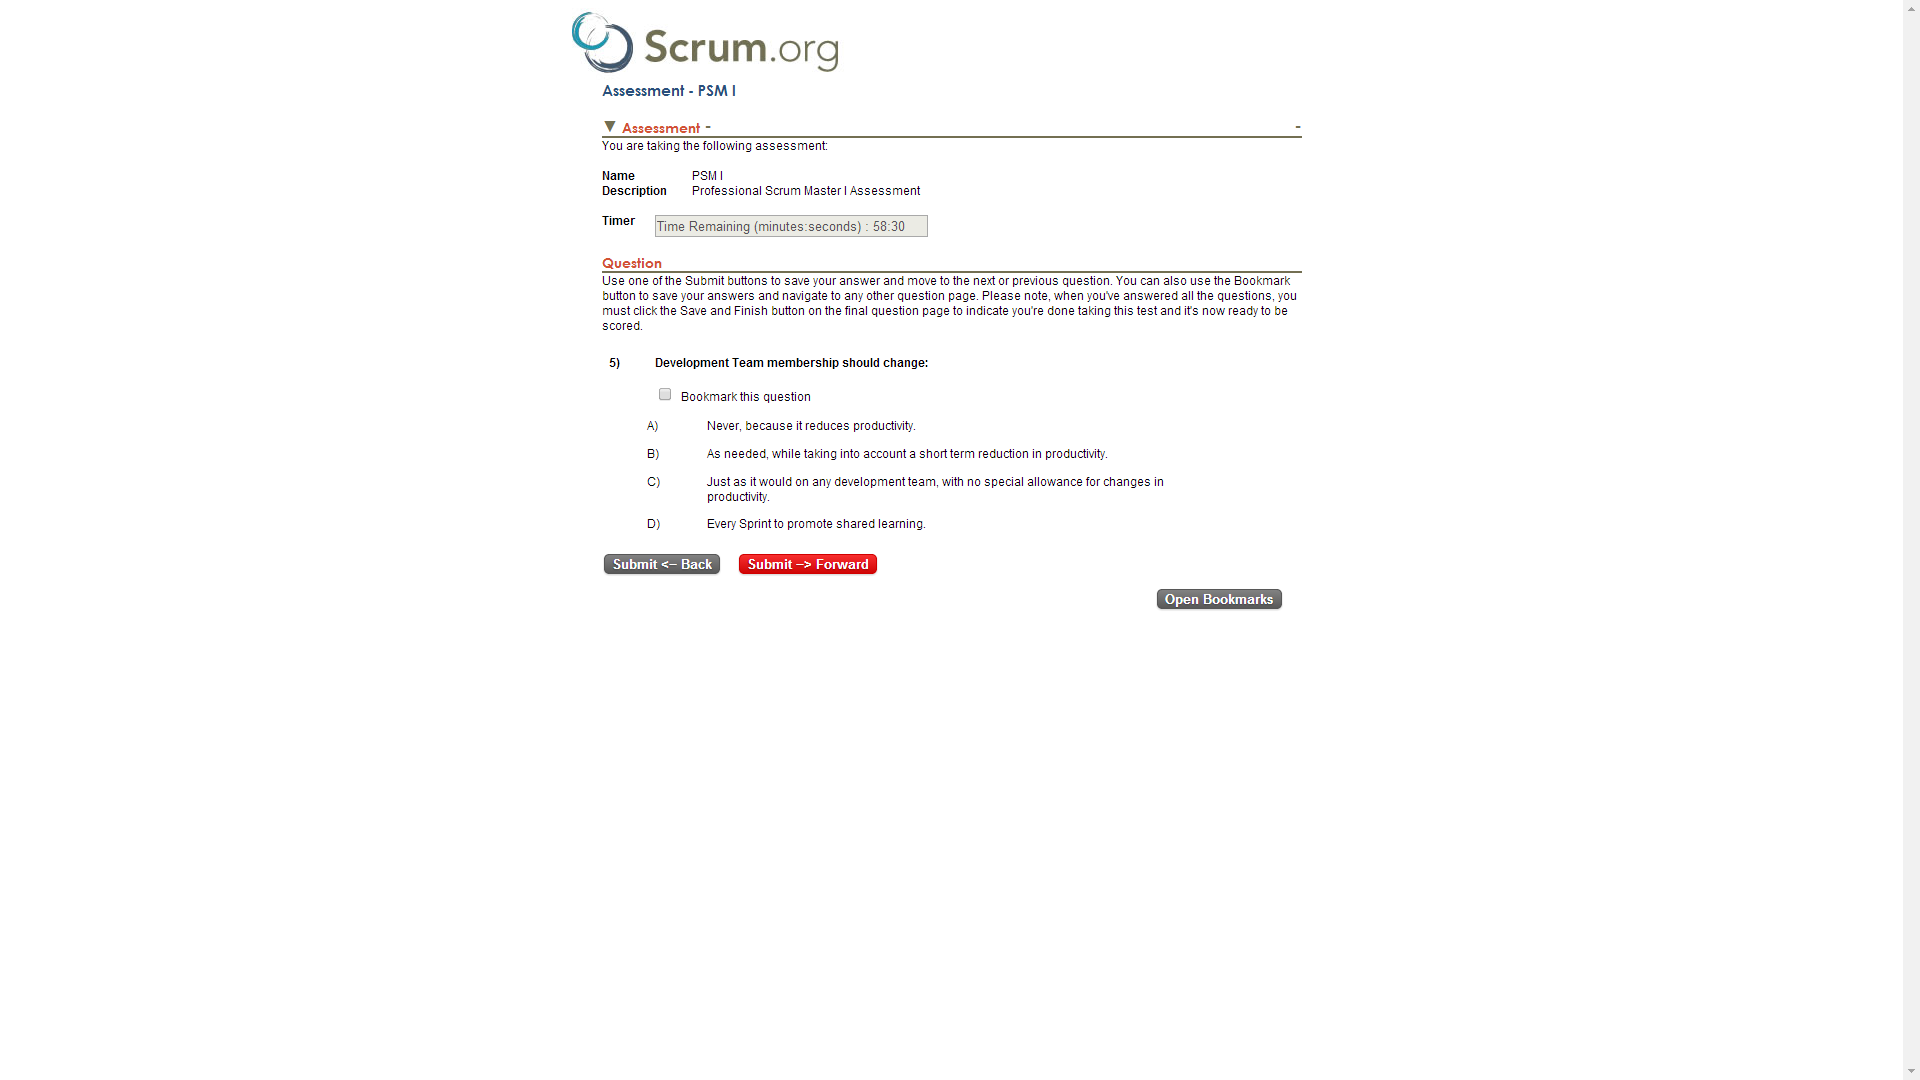 Scrum.org
Assessment - PSM I
▼ Assessment - -
You are taking the following assessment:
Name PSM I
Description Professional Scrum Master I Assessment
Timer Time Remaining (minutes:seconds) : 58:30
Question
Use one of the Submit buttons to save your answer and move to the next or previous question. You can also use the Bookmark
button to save your answers and navigate to any other question page. Please note, when you've answered all the questions, you
must click the Save and Finish button on the final question page to indicate you're done taking this test and it's now ready to be
scored.
5) Development Team membership should change:
Bookmark this question
A) Never, because it reduces productivity.
B) As needed, while taking into account a short term reduction in productivity.
C) Just as it would on any development team, with no special allowance for changes in
productivity.
D) Every Sprint to promote shared learning.
Submit <-- Back Submit --> Forward
Open Bookmarks